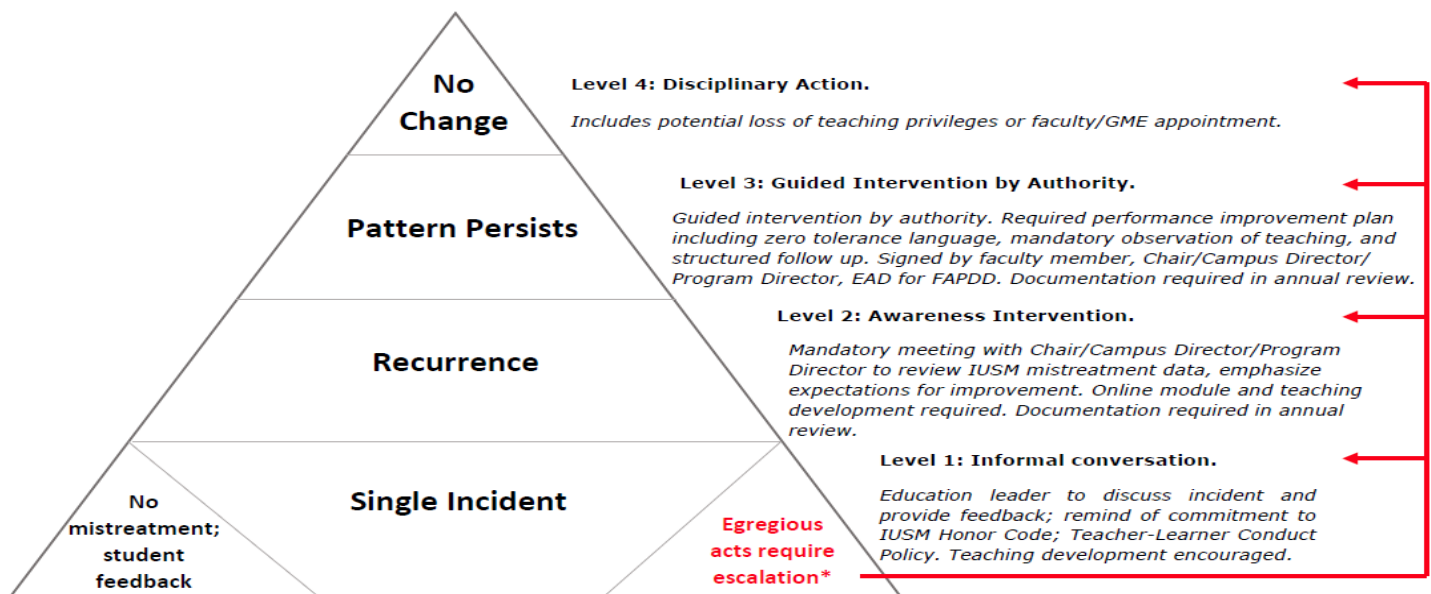 No
Change
Level 4: Disciplinary Action.
Includes potential loss of teaching privileges or faculty/GME appointment.
Pattern Persists
Level 3: Guided Intervention by Authority.
Guided intervention by authority. Required performance improvement plan
including zero tolerance language, mandatory observation of teaching, and
structured follow up. Signed by faculty member, Chair/Campus Director/
Program Director, EAD for FAPDD. Documentation required in annual review.
Recurrence
Level 2: Awareness Intervention.
Mandatory meeting with Chair/Campus Director/Program
Director to review IUSM mistreatment data, emphasize
expectations for improvement. Online module and teaching
development required. Documentation required in annual
review.
No
mistreatment;
student
feedback
Single Incident
Egregious
acts require
escalation*
Level 1: Informal conversation.
Education leader to discuss incident and
provide feedback; remind of commitment to
IUSM Honor Code; Teacher-Learner Conduct
Policy. Teaching development encouraged.